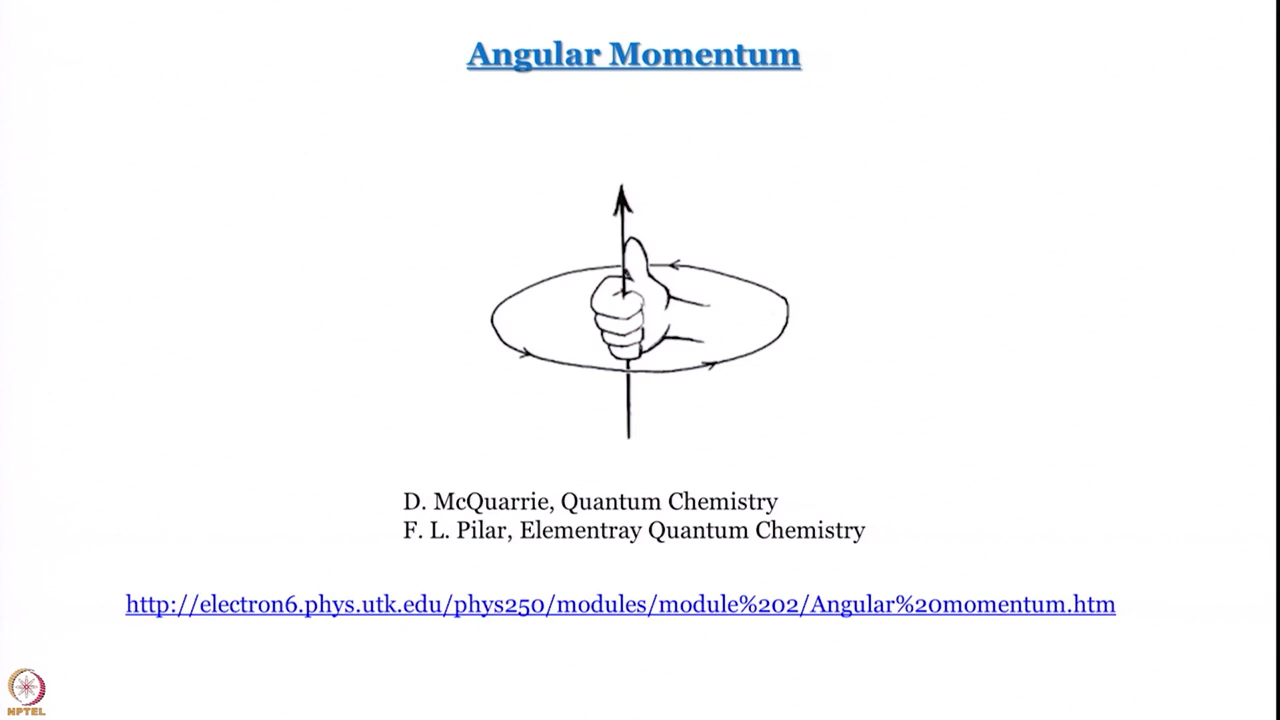 Angular Momentum
D. McQuarrie, Quantum Chemistry
F. L. Pilar, Elementray Quantum Chemistry
http://electron6.phys.utk.edu/phys250/modules/module%202/Angular%20momentum.htm
NPTEL